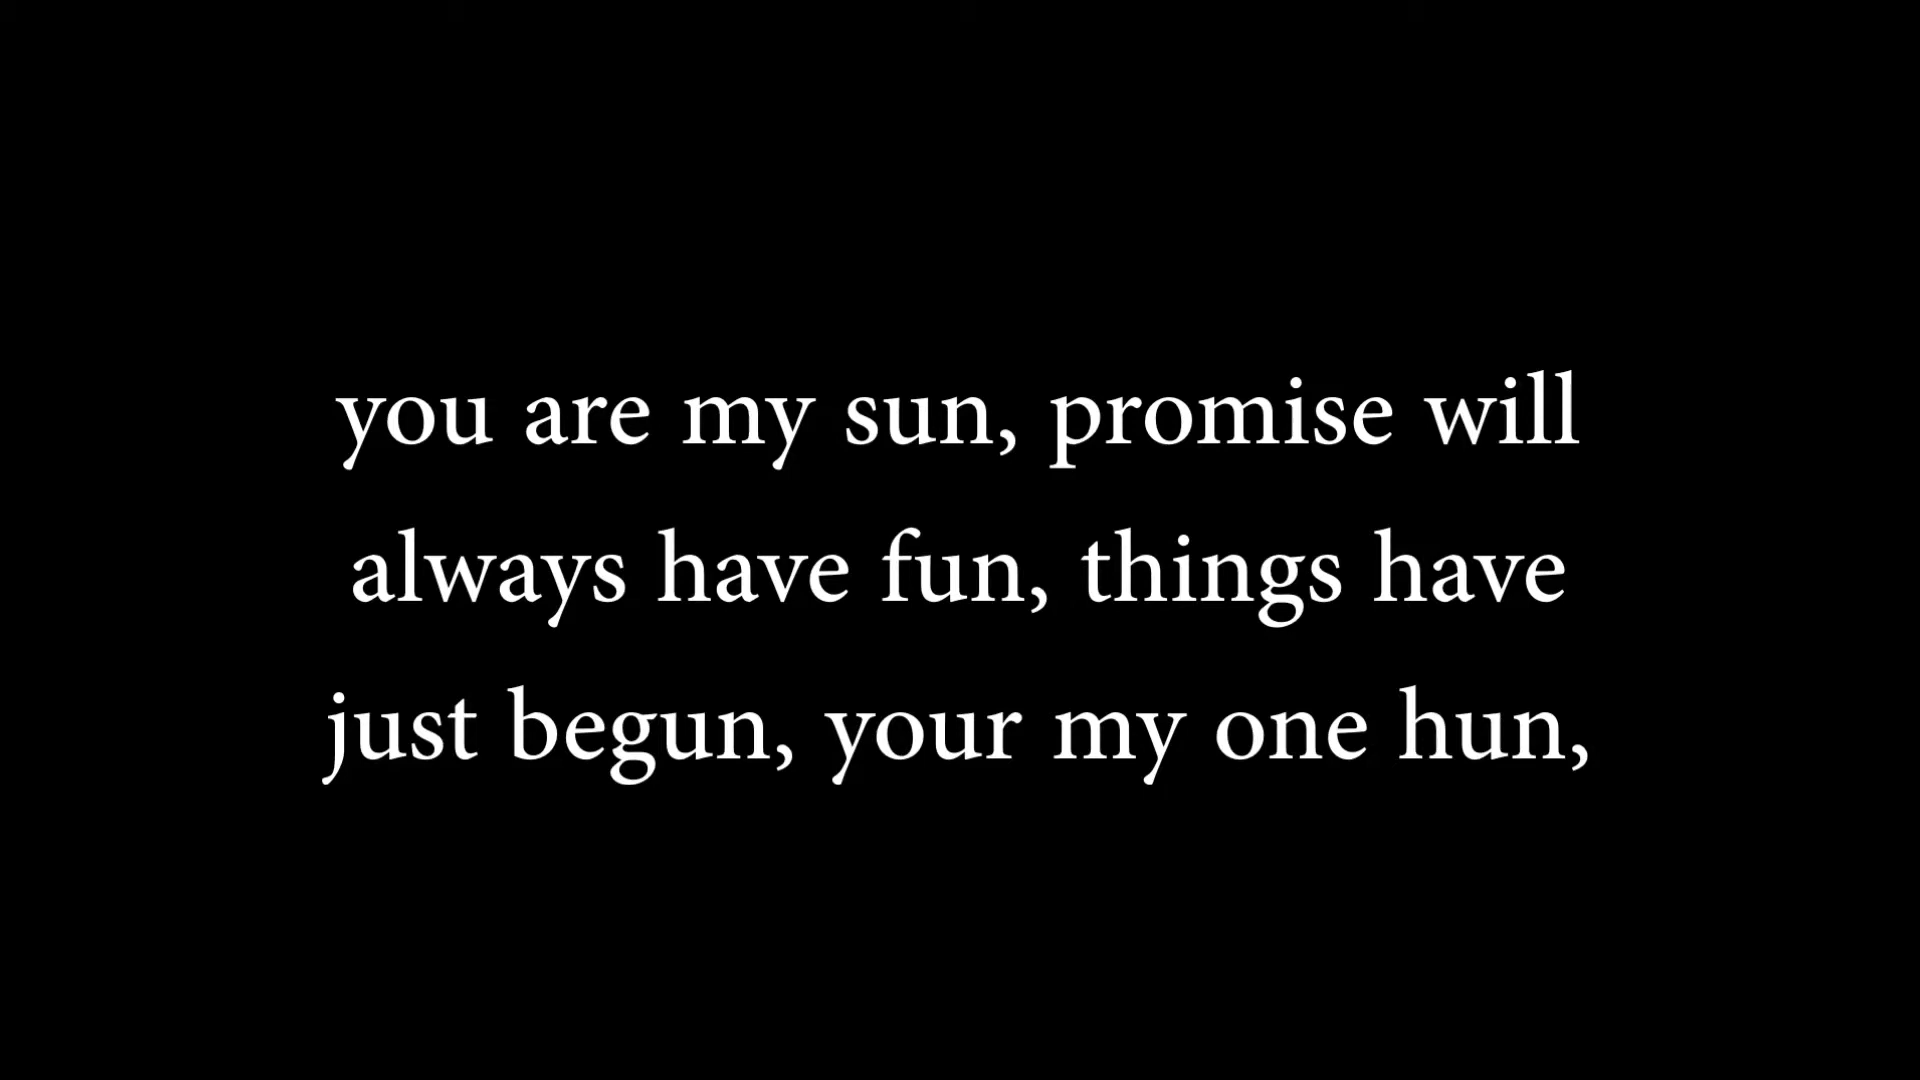 you are my sun, promise will
always have fun, things have
just begun, your my one hun,